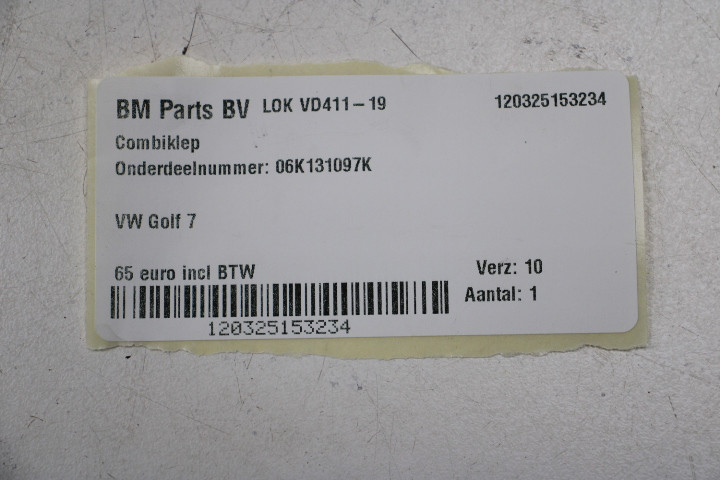 BM Parts BV LOK VD411-19 120325153234
Combiklep
Onderdeelnummer: 06K131097K
VW Golf 7
65 euro incl BTW Verz: 10
Aantal: 1
120325153234